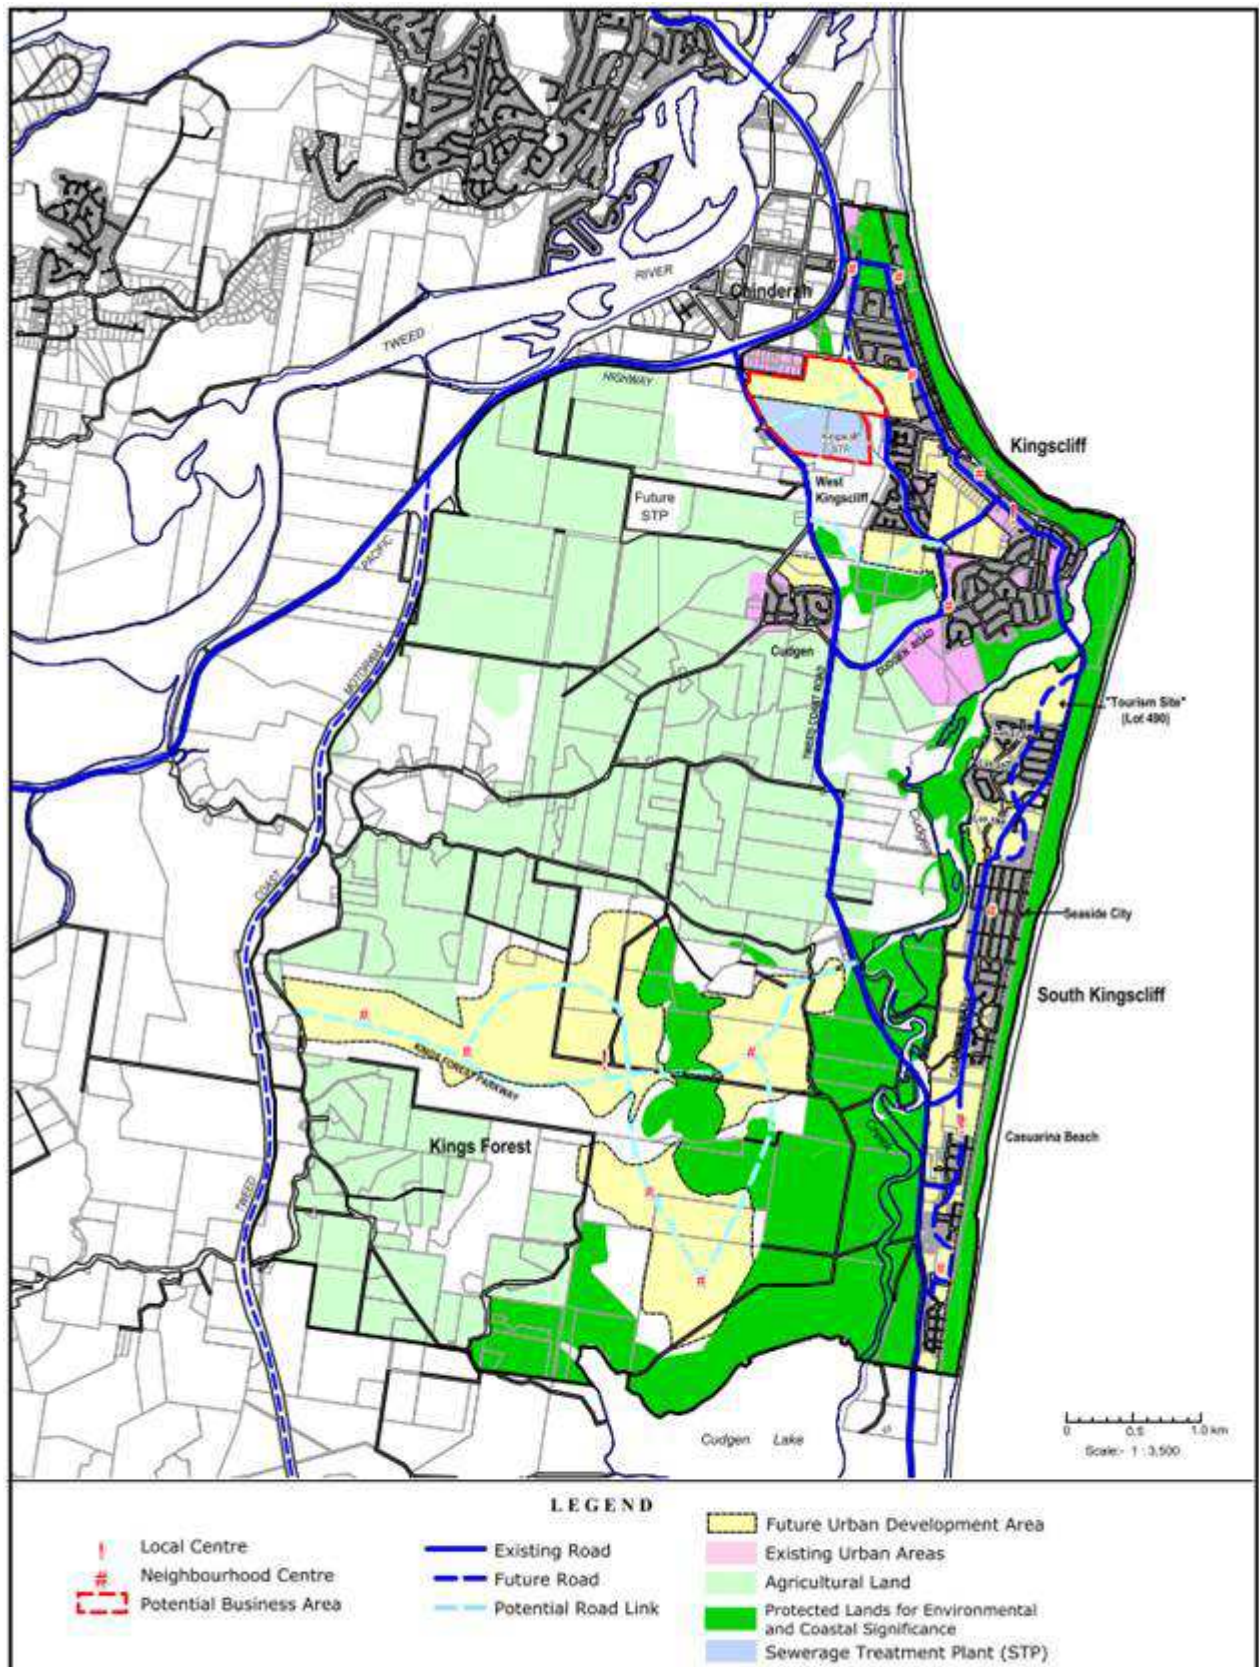 RIVER
Chinderah
TWEED
HIGHWAY
Kingscliff
STP
West
Kingscliff
Future
STP
PACIFIC
MOTORWAY
Cudgen
CUDGEN ROAD
TWEED COAST ROAD
"Tourism Site"
(Lot 490)
Cudgen
COAST
Seaside City
South Kingscliff
KINGS FOREST PARKWAY
Kings Forest
Casuarina Beach
TWEED
Cudgen Lake
0 0.5 1.0 km
Scale:- 1 : 3,500
LEGEND
! Local Centre
# Neighbourhood Centre
Potential Business Area
Existing Road
Future Road
Potential Road Link
Future Urban Development Area
Existing Urban Areas
Agricultural Land
Protected Lands for Environmental
and Coastal Significance
Sewerage Treatment Plant (STP)